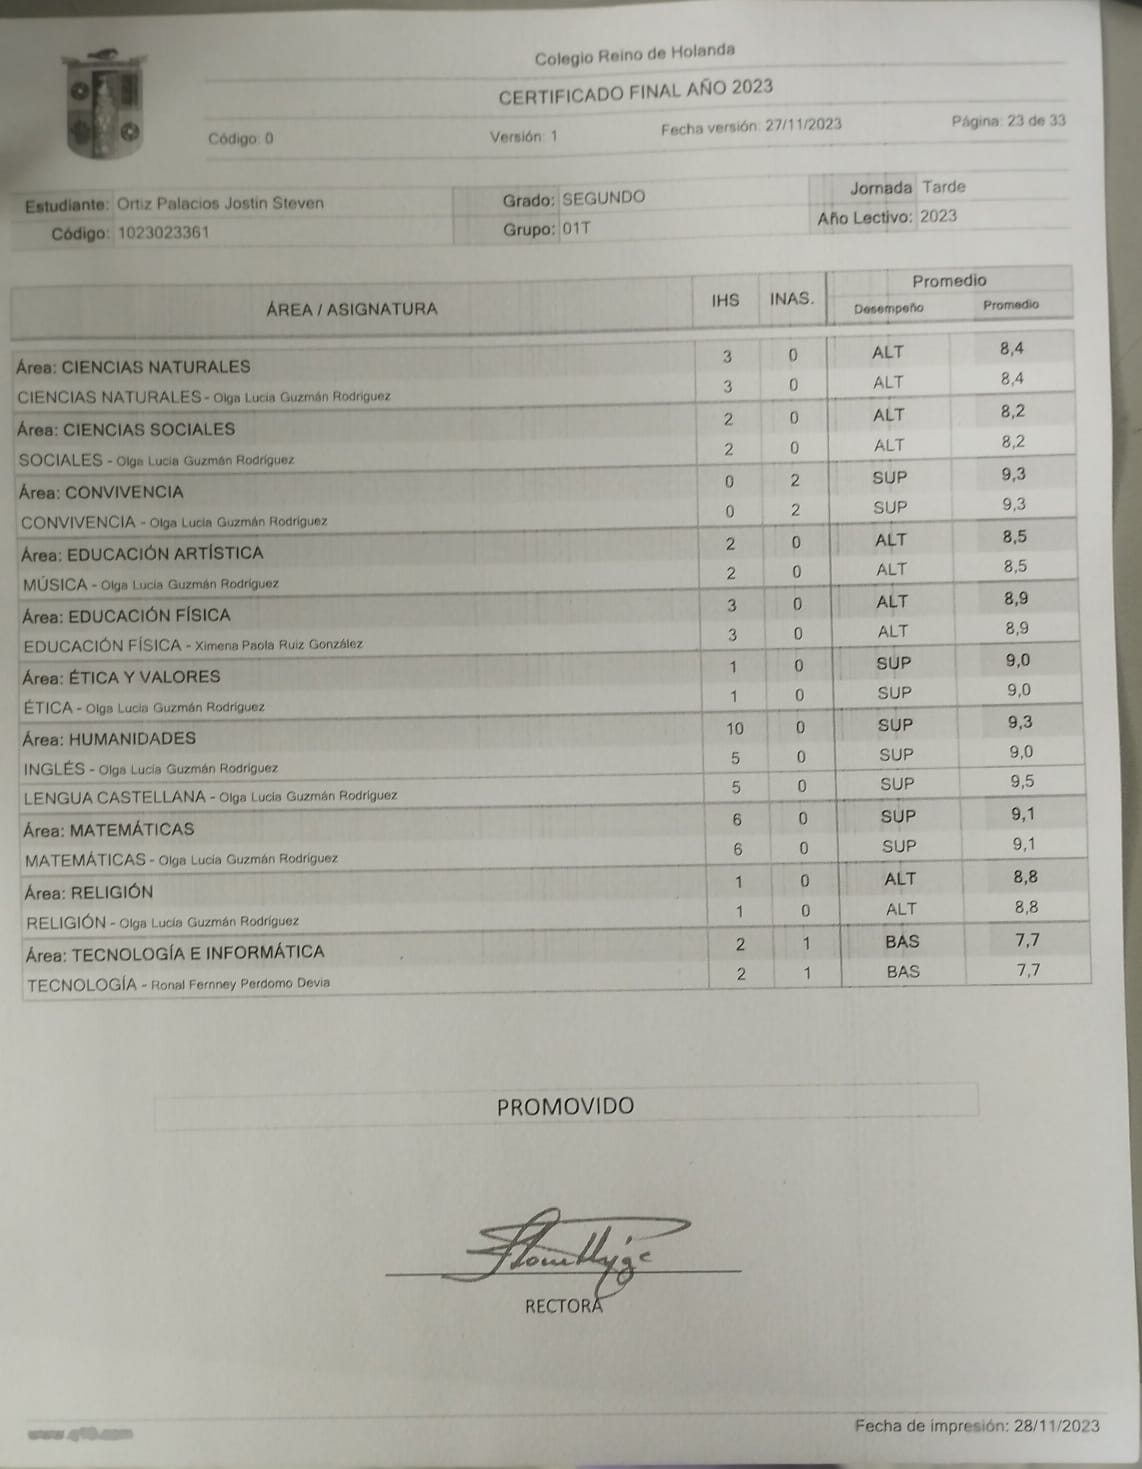 Colegio Reino de Holanda
CERTIFICADO FINAL AÑO 2023
Código: 0 Versión: 1 Fecha versión: 27/11/2023 Página: 23 de 33
Estudiante: Ortiz Palacios Jostin Steven Grado: SEGUNDO Jornada Tarde
Código: 1023023361 Grupo: 01T Año Lectivo: 2023
ÁREA / ASIGNATURA IHS INAS. Promedio
Desempeño Promedio
Área: CIENCIAS NATURALES 3 0 ALT 8,4
CIENCIAS NATURALES - Olga Lucia Guzmán Rodríguez 3 0 ALT 8,4
Área: CIENCIAS SOCIALES 2 0 ALT 8,2
SOCIALES - Olga Lucia Guzmán Rodríguez 2 0 ALT 8,2
Área: CONVIVENCIA 0 2 SUP 9,3
CONVIVENCIA - Olga Lucia Guzmán Rodríguez 0 2 SUP 9,3
Área: EDUCACIÓN ARTÍSTICA 2 0 ALT 8,5
MÚSICA - Olga Lucia Guzmán Rodríguez 2 0 ALT 8,5
Área: EDUCACIÓN FÍSICA 3 0 ALT 8,9
EDUCACIÓN FÍSICA - Ximena Paola Ruiz González 3 0 ALT 8,9
Área: ÉTICA Y VALORES 1 0 SUP 9,0
ÉTICA - Olga Lucia Guzmán Rodríguez 1 0 SUP 9,0
Área: HUMANIDADES 10 0 SUP 9,3
INGLÉS - Olga Lucia Guzmán Rodríguez 5 0 SUP 9,0
LENGUA CASTELLANA - Olga Lucia Guzmán Rodríguez 5 0 SUP 9,5
Área: MATEMÁTICAS 6 0 SUP 9,1
MATEMÁTICAS - Olga Lucia Guzmán Rodríguez 6 0 SUP 9,1
Área: RELIGIÓN 1 0 ALT 8,8
RELIGIÓN - Olga Lucia Guzmán Rodríguez 1 0 ALT 8,8
Área: TECNOLOGÍA E INFORMÁTICA 2 1 BAS 7,7
TECNOLOGÍA - Ronal Fernney Perdomo Devia 2 1 BAS 7,7
PROMOVIDO
RECTORA
Fecha de impresión: 28/11/2023